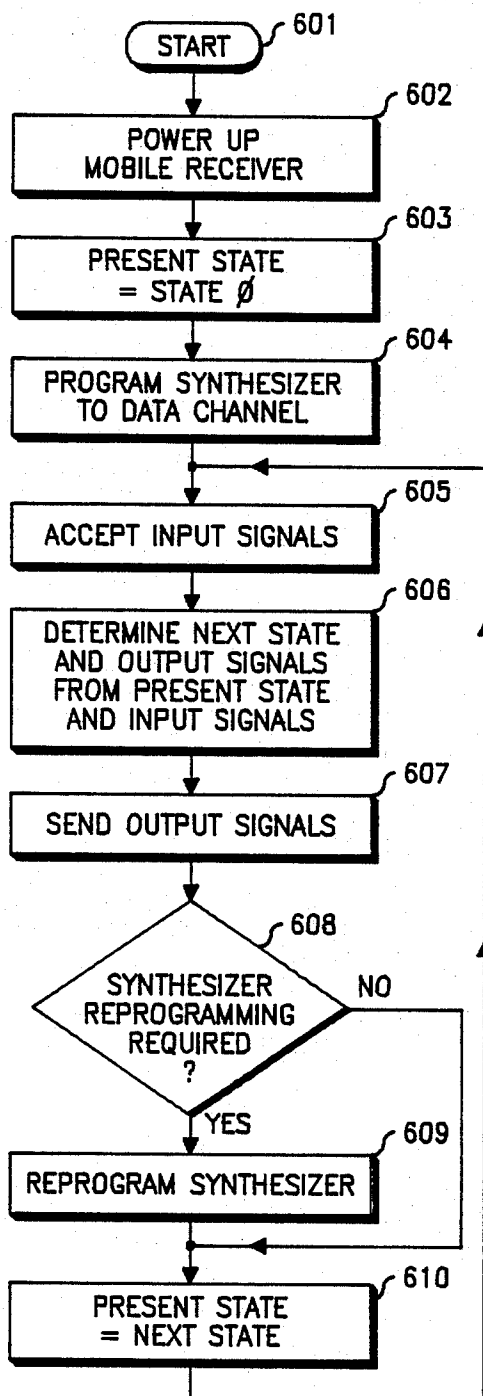 START
601
602
POWER UP
MOBILE RECEIVER
603
PRESENT STATE
= STATE Ø
604
PROGRAM SYNTHESIZER
TO DATA CHANNEL
605
ACCEPT INPUT SIGNALS
606
DETERMINE NEXT STATE
AND OUTPUT SIGNALS
FROM PRESENT STATE
AND INPUT SIGNALS
607
SEND OUTPUT SIGNALS
608
SYNTHESIZER
REPROGRAMMING
REQUIRED
?
NO
YES
609
REPROGRAM SYNTHESIZER
610
PRESENT STATE
= NEXT STATE